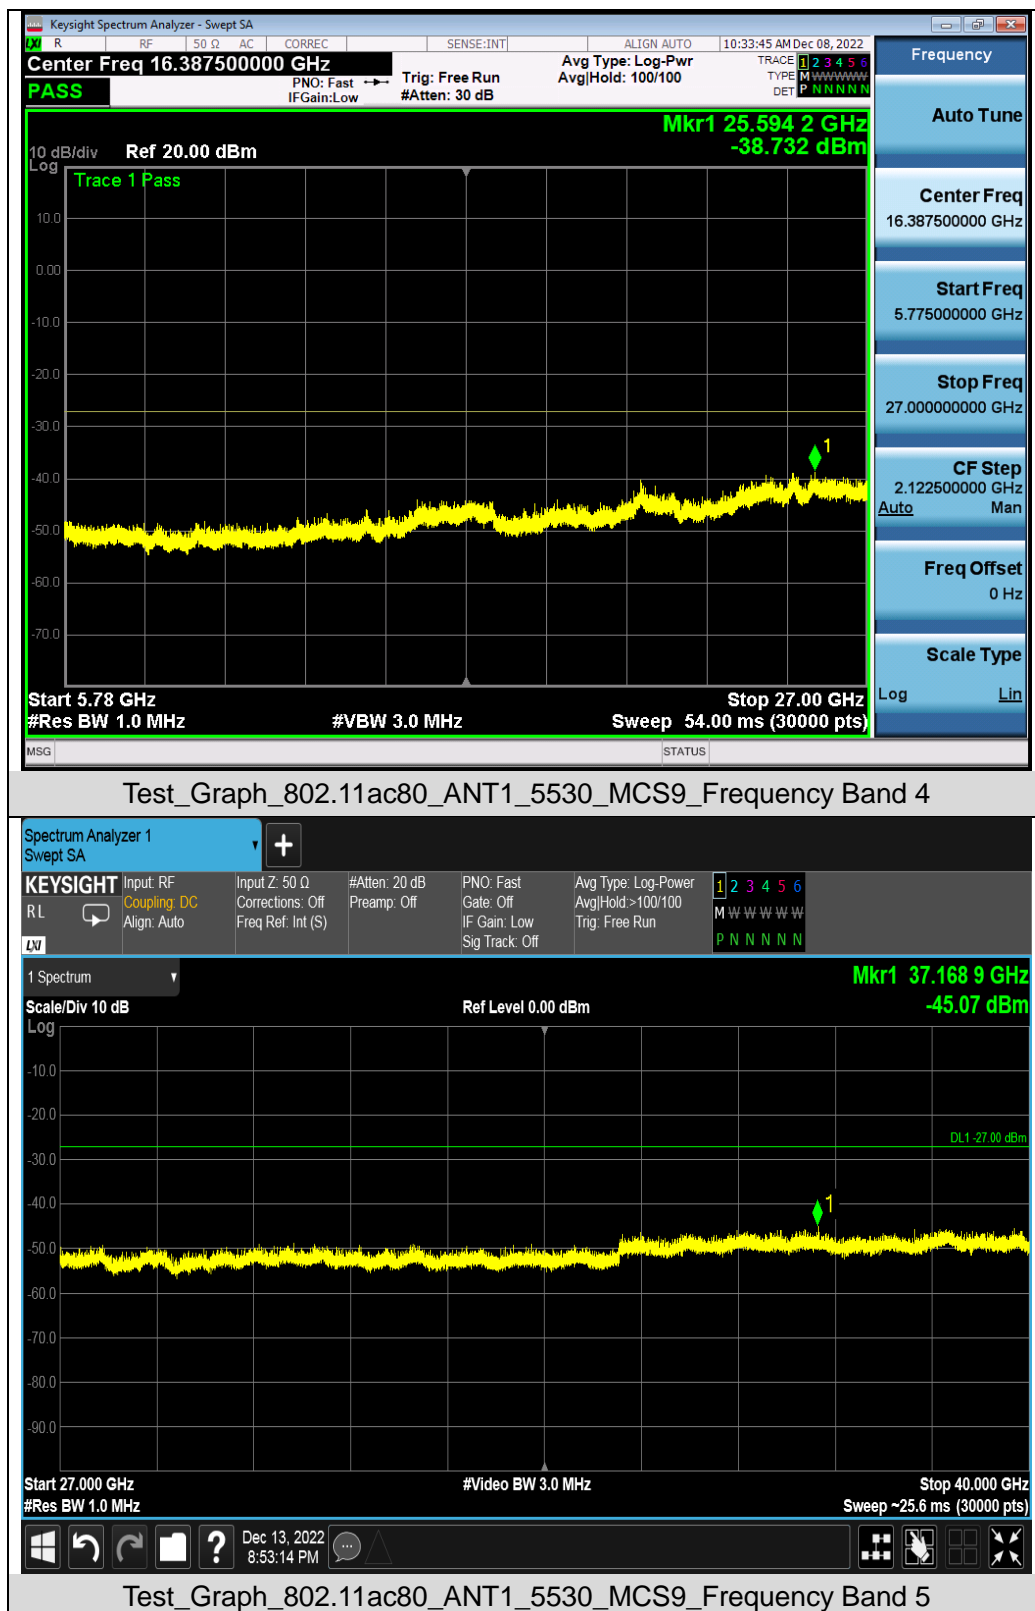 Keysight Spectrum Analyzer - Swept SA
LXI R RF 50 Ω AC CORREC SENSE:INT ALIGN AUTO 10:33:45 AM Dec 08, 2022
Center Freq 16.387500000 GHz
PNO: Fast
IFGain:Low
Trig: Free Run
#Atten: 30 dB
Avg Type: Log-Pwr
Avg|Hold: 100/100
TRACE 1 2 3 4 5 6
TYPE M W W W W W
DET P N N N N N
PASS
Mkr1 25.594 2 GHz
-38.732 dBm
10 dB/div Ref 20.00 dBm
Log
Trace 1 Pass
10.0
0.00
-10.0
-20.0
-30.0
-40.0
-50.0
-60.0
-70.0
1
Start 5.78 GHz Stop 27.00 GHz
#Res BW 1.0 MHz #VBW 3.0 MHz Sweep 54.00 ms (30000 pts)
MSG STATUS
Frequency
Auto Tune
Center Freq
16.387500000 GHz
Start Freq
5.775000000 GHz
Stop Freq
27.000000000 GHz
CF Step
2.122500000 GHz
Auto Man
Freq Offset
0 Hz
Scale Type
Log Lin
Test_Graph_802.11ac80_ANT1_5530_MCS9_Frequency Band 4
Spectrum Analyzer 1
Swept SA
+
KEYSIGHT
R L
LXI
Input: RF
Coupling: DC
Align: Auto
Input Z: 50 Ω
Corrections: Off
Freq Ref: Int (S)
#Atten: 20 dB
Preamp: Off
PNO: Fast
Gate: Off
IF Gain: Low
Sig Track: Off
Avg Type: Log-Power
Avg|Hold:>100/100
Trig: Free Run
1 2 3 4 5 6
M W W W W W
P N N N N N
1 Spectrum
Mkr1 37.168 9 GHz
-45.07 dBm
Scale/Div 10 dB Ref Level 0.00 dBm
Log
-10.0
-20.0
DL1 -27.00 dBm
-30.0
-40.0
1
-50.0
-60.0
-70.0
-80.0
-90.0
Start 27.000 GHz #Video BW 3.0 MHz Stop 40.000 GHz
#Res BW 1.0 MHz Sweep ~25.6 ms (30000 pts)
?
Dec 13, 2022
8:53:14 PM
Test_Graph_802.11ac80_ANT1_5530_MCS9_Frequency Band 5